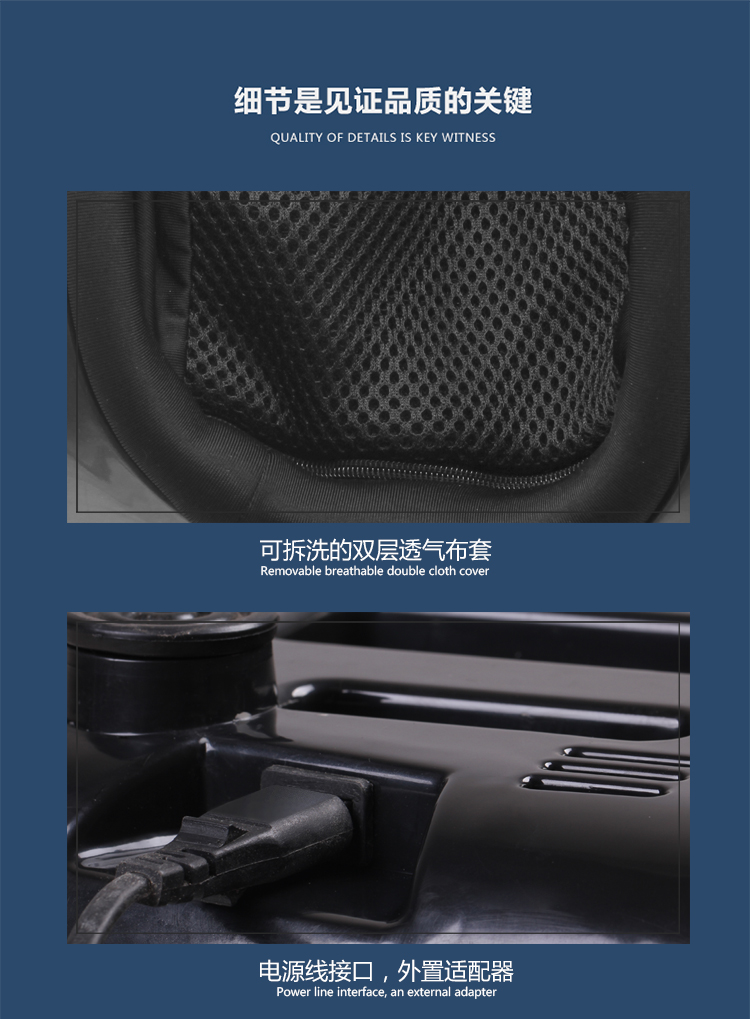 细节是见证品质的关键
QUALITY OF DETAILS IS KEY WITNESS
可拆洗的双层透气布套
Removable breathable double cloth cover
电源线接口，外置适配器
Power line interface, an external adapter